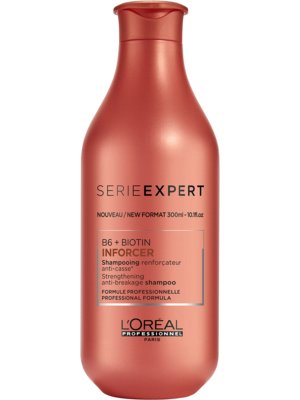 SERIEEXPERT
NOUVEAU / NEW FORMAT 300ml-10.1fl.oz
B6 + BIOTIN
INFORCER
Shampooing renforçateur
anti-casse*
Strengthening
anti-breakage shampoo
FORMULE PROFESSIONNELLE
PROFESSIONAL FORMULA
L'ORÉAL
PROFESSIONNEL
PARIS